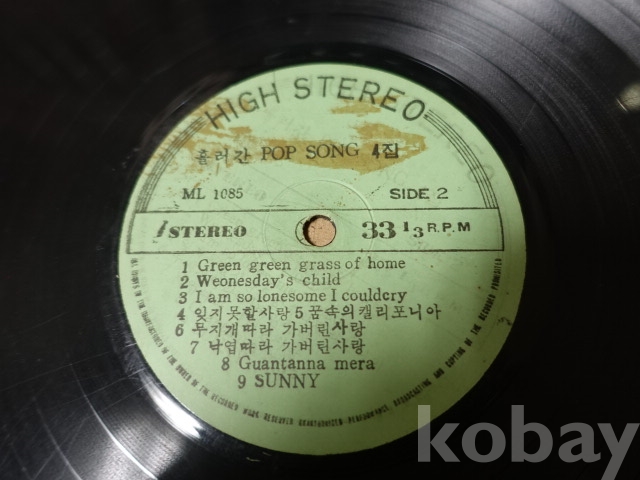 HIGH STEREO
흘러간 POP SONG 4집
ML 1085 SIDE 2
STEREO 33 1 3 R.P.M
1 Green green grass of home
2 Weonesday's child
3 I am so lonesome I couldcry
4 잊지못할사랑 5 꿈속의캘리포니아
6 무지개따라 가버린사랑
7 낙엽따라 가버린사랑
8 Guantanna mera
9 SUNNY
kobay